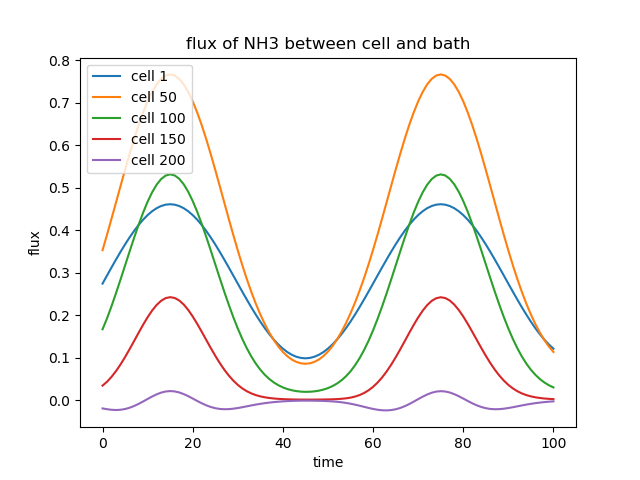 flux of NH3 between cell and bath
flux
0.8
0.7
0.6
0.5
0.4
0.3
0.2
0.1
0.0
cell 1
cell 50
cell 100
cell 150
cell 200
0 20 40 60 80 100
time